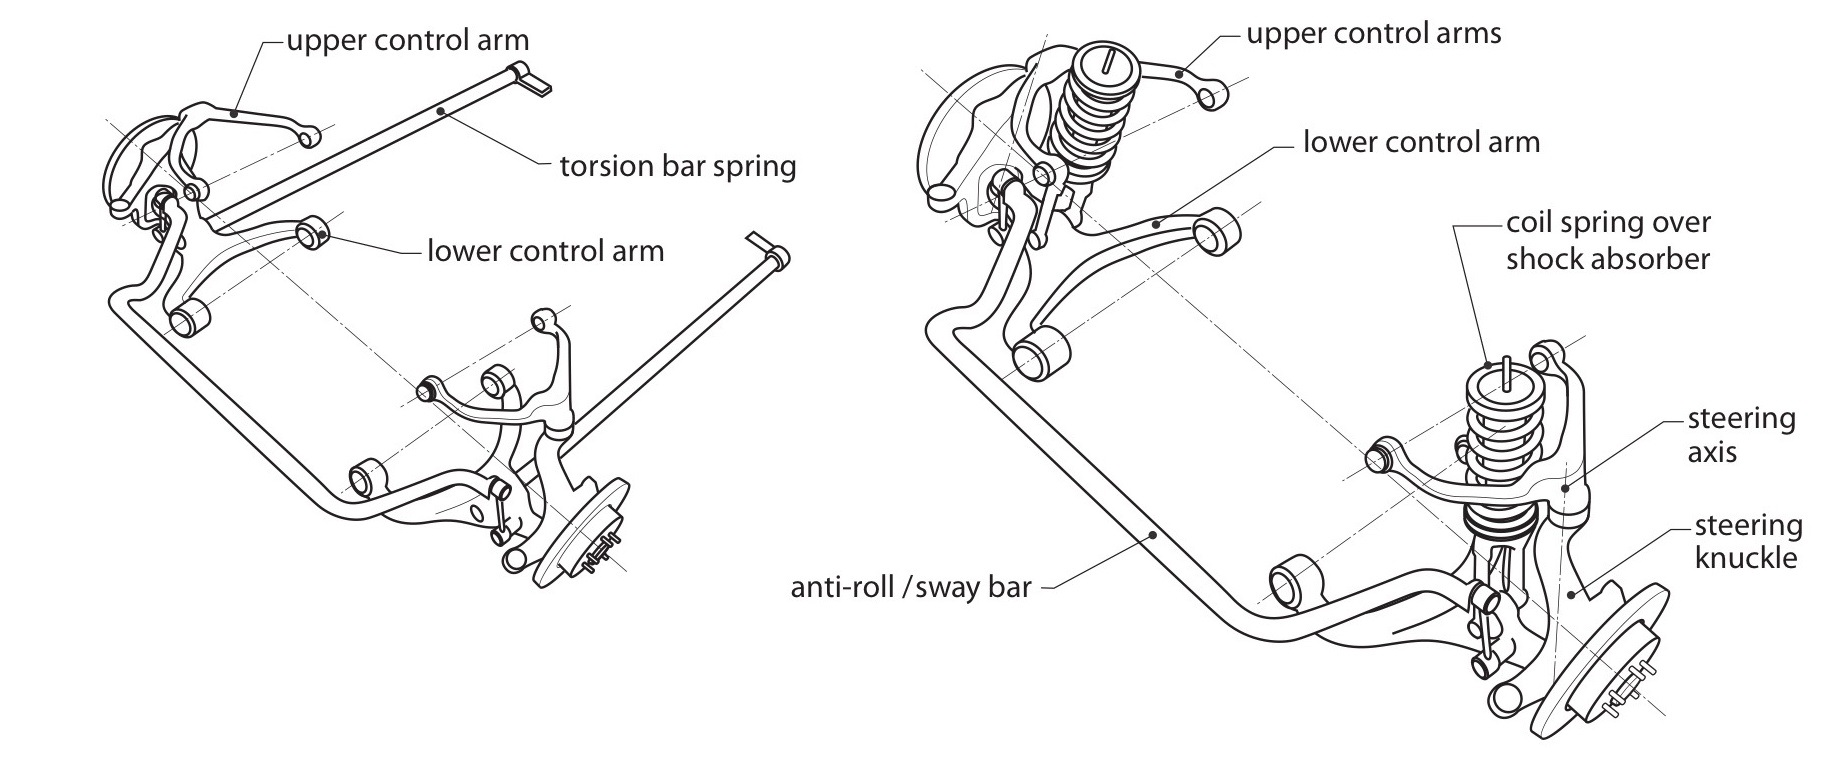 upper control arm
torsion bar spring
lower control arm
upper control arms
lower control arm
coil spring over
shock absorber
steering
axis
steering
knuckle
anti-roll / sway bar